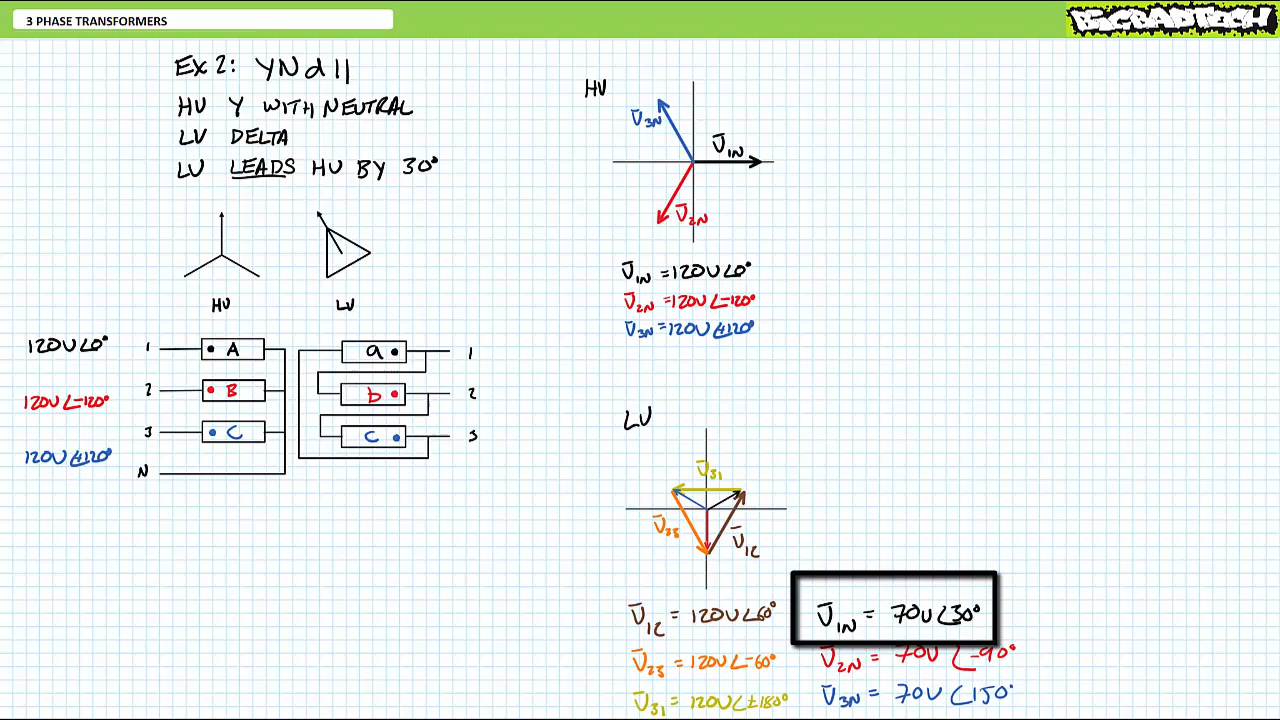 3 PHASE TRANSFORMERS
BIGBADTECH
Ex 2: YNd11
HV Y WITH NEUTRAL
LV DELTA
LV LEADS HV BY 30°
HV
LV
120V∠0°
1
A
a
1
120V∠-120°
2
B
b
2
120V∠+120°
3
C
c
3
N
HV
V̄3N
V̄1N
V̄2N
V̄1N = 120V∠0°
V̄2N = 120V∠-120°
V̄3N = 120V∠+120°
LV
V̄31
V̄23
V̄12
V̄12 = 120V∠60°
V̄1N = 70V∠30°
V̄23 = 120V∠-60°
V̄2N = 70V∠-90°
V̄31 = 120V∠±180°
V̄3N = 70V∠150°